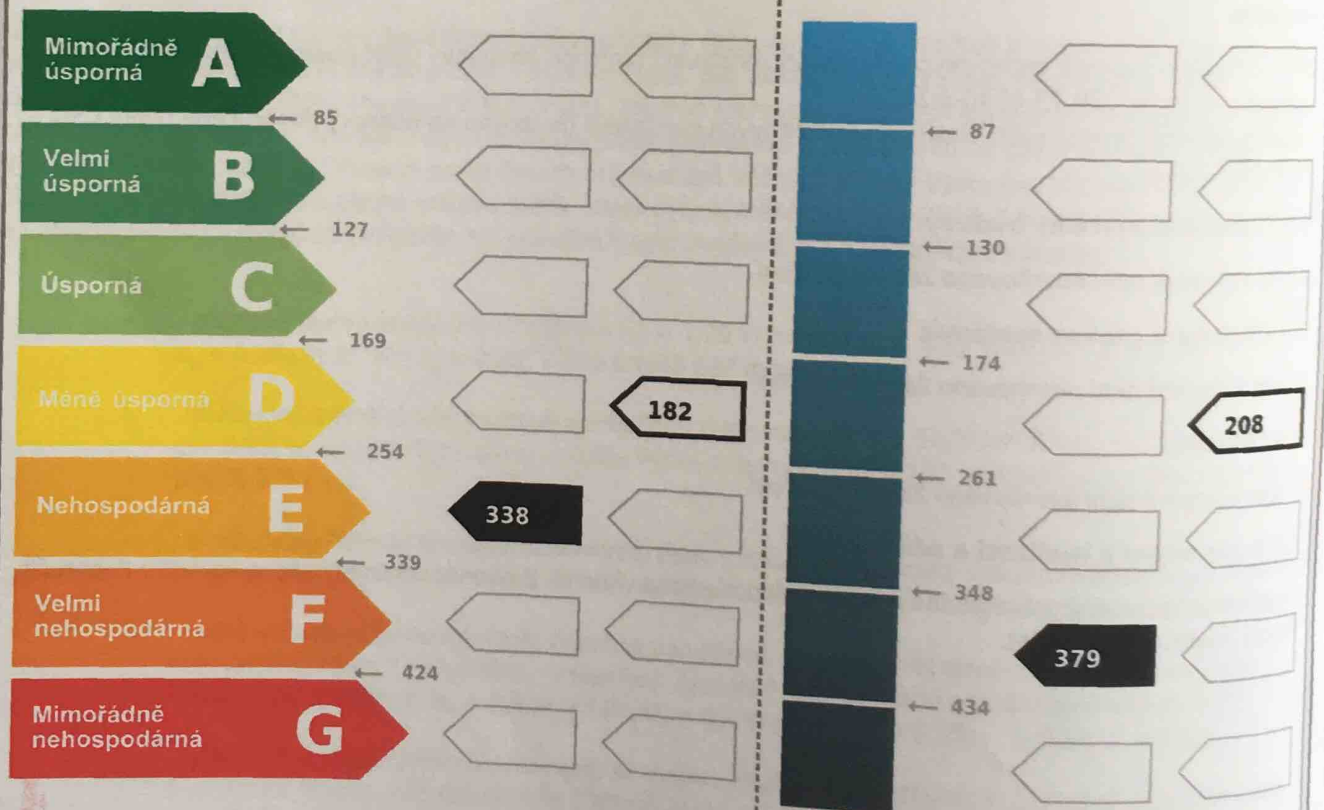 Mimořádně
úsporná
A
← 85
Velmi
úsporná
B
← 127
Úsporná
C
← 169
Méně úsporná
D
182
← 254
Nehospodárná
E
338
← 339
Velmi
nehospodárná
F
← 424
Mimořádně
nehospodárná
G
← 87
← 130
← 174
208
← 261
← 348
379
← 434